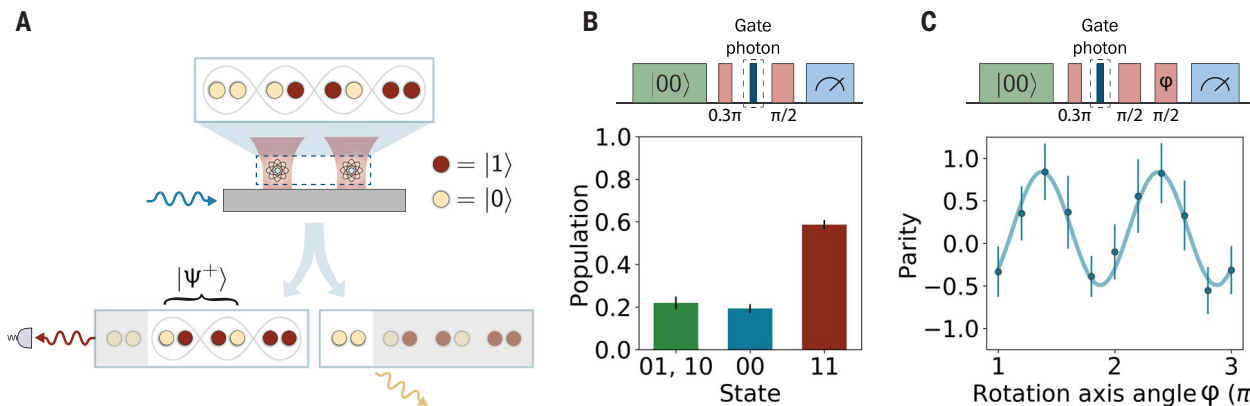 A
= |1⟩
= |0⟩
|Ψ⁺⟩
B
Gate
photon
|00⟩
0.3π
π/2
1.0
0.8
0.6
0.4
0.2
0.0
Population
01, 10
00
11
State
C
Gate
photon
|00⟩
φ
0.3π
π/2
π/2
1.0
0.5
0.0
−0.5
−1.0
Parity
1
2
3
Rotation axis angle φ (π